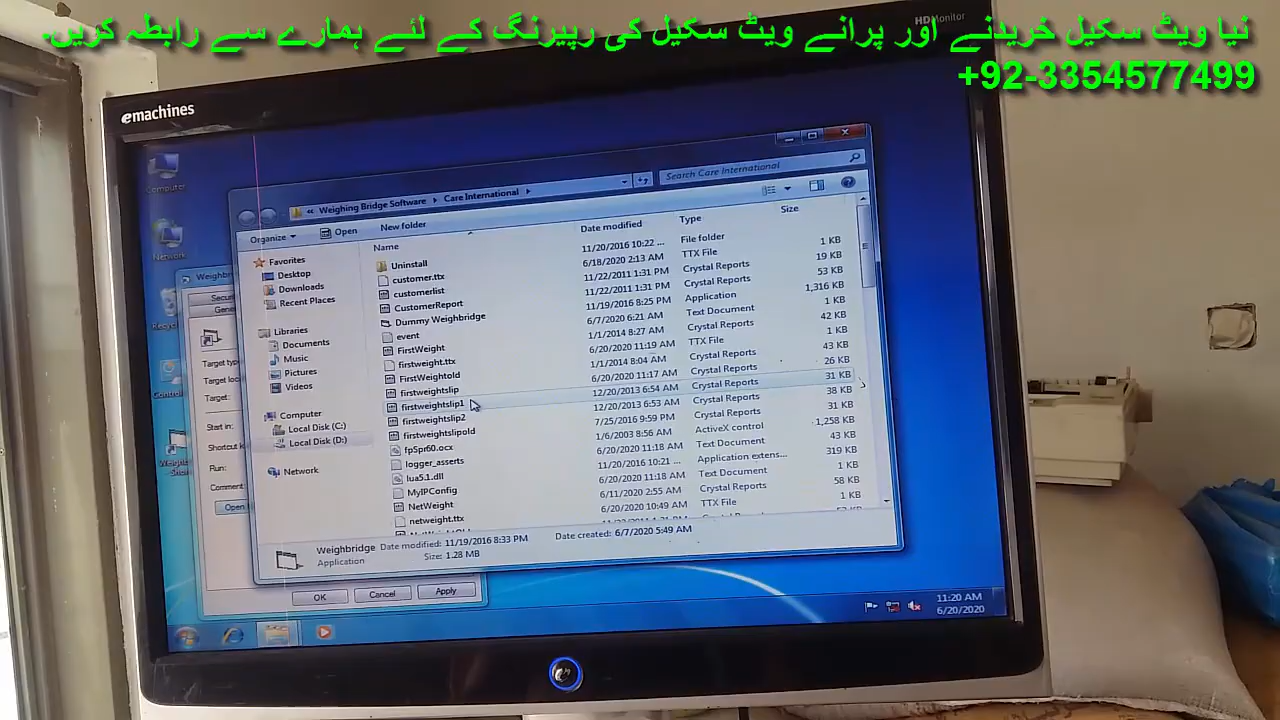 نیا ویٹ سکیل خریدنے اور پرانے ویٹ سکیل کی رپیرنگ کے لئے ہمارے سے رابطہ کریں۔
+92-3354577499
HD Monitor
emachines
Computer
Network
Weighing Bridge Software
Care International
Search Care International
Organize
Open
New folder
Name
Date modified
Type
Size
Favorites
Desktop
Downloads
Recent Places
Libraries
Documents
Music
Pictures
Videos
Computer
Local Disk (C:)
Local Disk (D:)
Network
Uninstall
customer.ttx
customerlist
CustomerReport
Dummy Weighbridge
event
FirstWeight
firstweight.ttx
FirstWeightold
firstweightslip
firstweightslip1
firstweightslip2
firstweightslipold
fpSpr60.ocx
logger_asserts
lua5.1.dll
MyIPConfig
NetWeight
netweight.ttx
11/20/2016 10:22 ...
6/18/2020 2:13 AM
11/22/2011 1:31 PM
11/22/2011 1:31 PM
11/19/2016 8:25 PM
6/7/2020 6:21 AM
1/1/2014 8:27 AM
6/20/2020 11:19 AM
1/1/2014 8:04 AM
6/20/2020 11:17 AM
12/20/2013 6:54 AM
12/20/2013 6:53 AM
7/25/2016 9:59 PM
1/6/2003 8:56 AM
6/20/2020 11:18 AM
11/20/2016 10:21 ...
6/20/2020 11:18 AM
6/11/2020 2:55 AM
6/20/2020 10:49 AM
File folder
TTX File
Crystal Reports
Crystal Reports
Application
Text Document
Crystal Reports
TTX File
Crystal Reports
Crystal Reports
Crystal Reports
Crystal Reports
Crystal Reports
ActiveX control
Text Document
Application extens...
Text Document
Crystal Reports
TTX File
1 KB
19 KB
53 KB
1,316 KB
1 KB
42 KB
1 KB
43 KB
26 KB
31 KB
38 KB
31 KB
1,258 KB
43 KB
319 KB
1 KB
58 KB
1 KB
Weighbridge
Date modified: 11/19/2016 8:33 PM
Date created: 6/7/2020 5:49 AM
Application
Size: 1.28 MB
Target:
Start in:
Run:
OK
Cancel
Apply
11:20 AM
6/20/2020